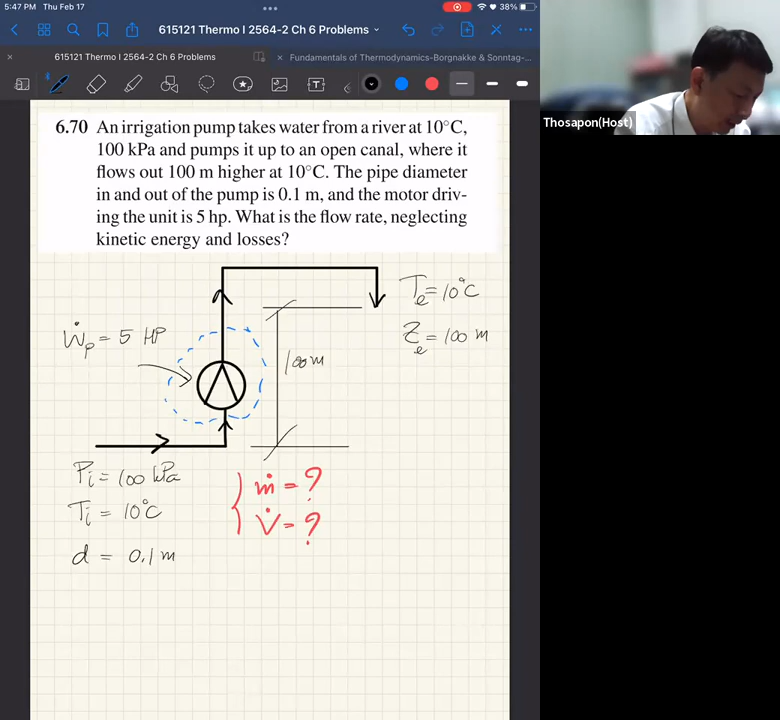 5:47 PM Thu Feb 17
38%
615121 Thermo I 2564-2 Ch 6 Problems
615121 Thermo I 2564-2 Ch 6 Problems
Fundamentals of Thermodynamics-Borgnakke & Sonntag-...
Thosapon(Host)
6.70 An irrigation pump takes water from a river at 10°C,
100 kPa and pumps it up to an open canal, where it
flows out 100 m higher at 10°C. The pipe diameter
in and out of the pump is 0.1 m, and the motor driv-
ing the unit is 5 hp. What is the flow rate, neglecting
kinetic energy and losses?
Te = 10°C
Ze = 100 m
Ẇp = 5 HP
100 m
Pi = 100 kPa
Ti = 10°C
d = 0.1 m
ṁ = ?
V̇ = ?